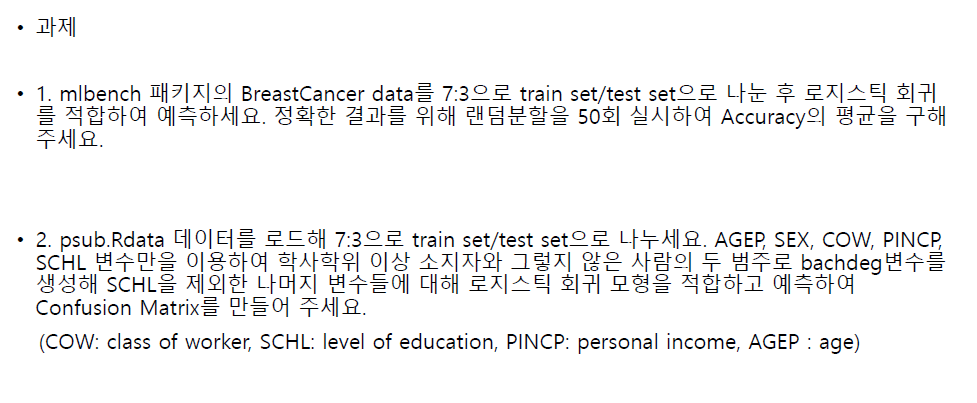 • 과제
• 1. mlbench 패키지의 BreastCancer data를 7:3으로 train set/test set으로 나눈 후 로지스틱 회귀
를 적합하여 예측하세요. 정확한 결과를 위해 랜덤분할을 50회 실시하여 Accuracy의 평균을 구해
주세요.
• 2. psub.Rdata 데이터를 로드해 7:3으로 train set/test set으로 나누세요. AGEP, SEX, COW, PINCP,
SCHL 변수만을 이용하여 학사학위 이상 소지자와 그렇지 않은 사람의 두 범주로 bachdeg변수를
생성해 SCHL을 제외한 나머지 변수들에 대해 로지스틱 회귀 모형을 적합하고 예측하여
Confusion Matrix를 만들어 주세요.
(COW: class of worker, SCHL: level of education, PINCP: personal income, AGEP : age)